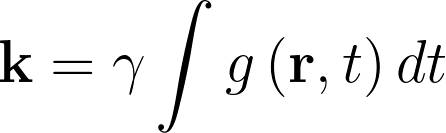 𝐤 = γ ∫ g (𝐫, t) dt